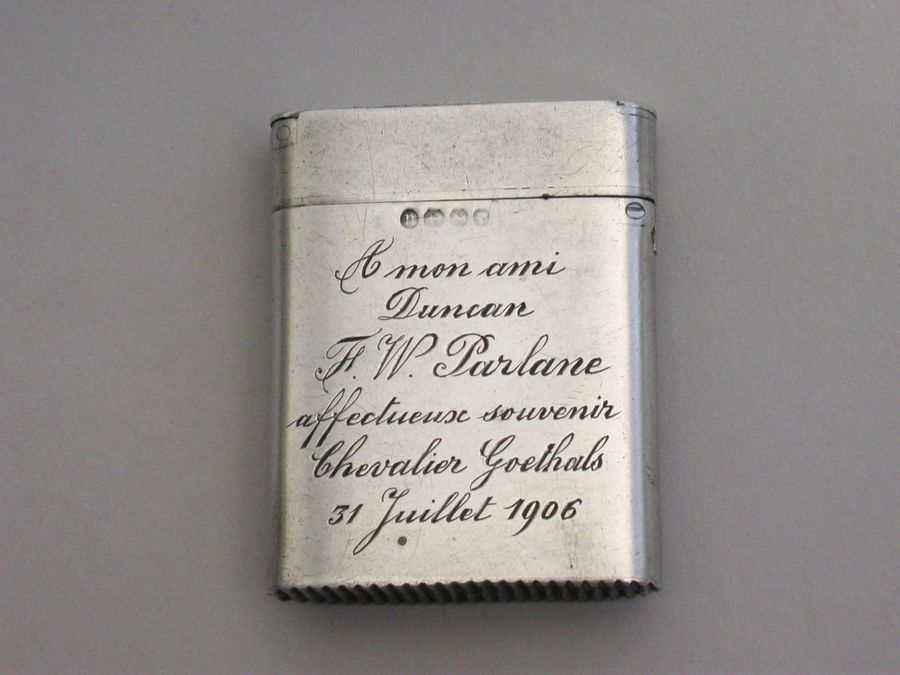 A mon ami
Duncan
F. W. Parlane
affectueux souvenir
Chevalier Goethals
31 Juillet 1906